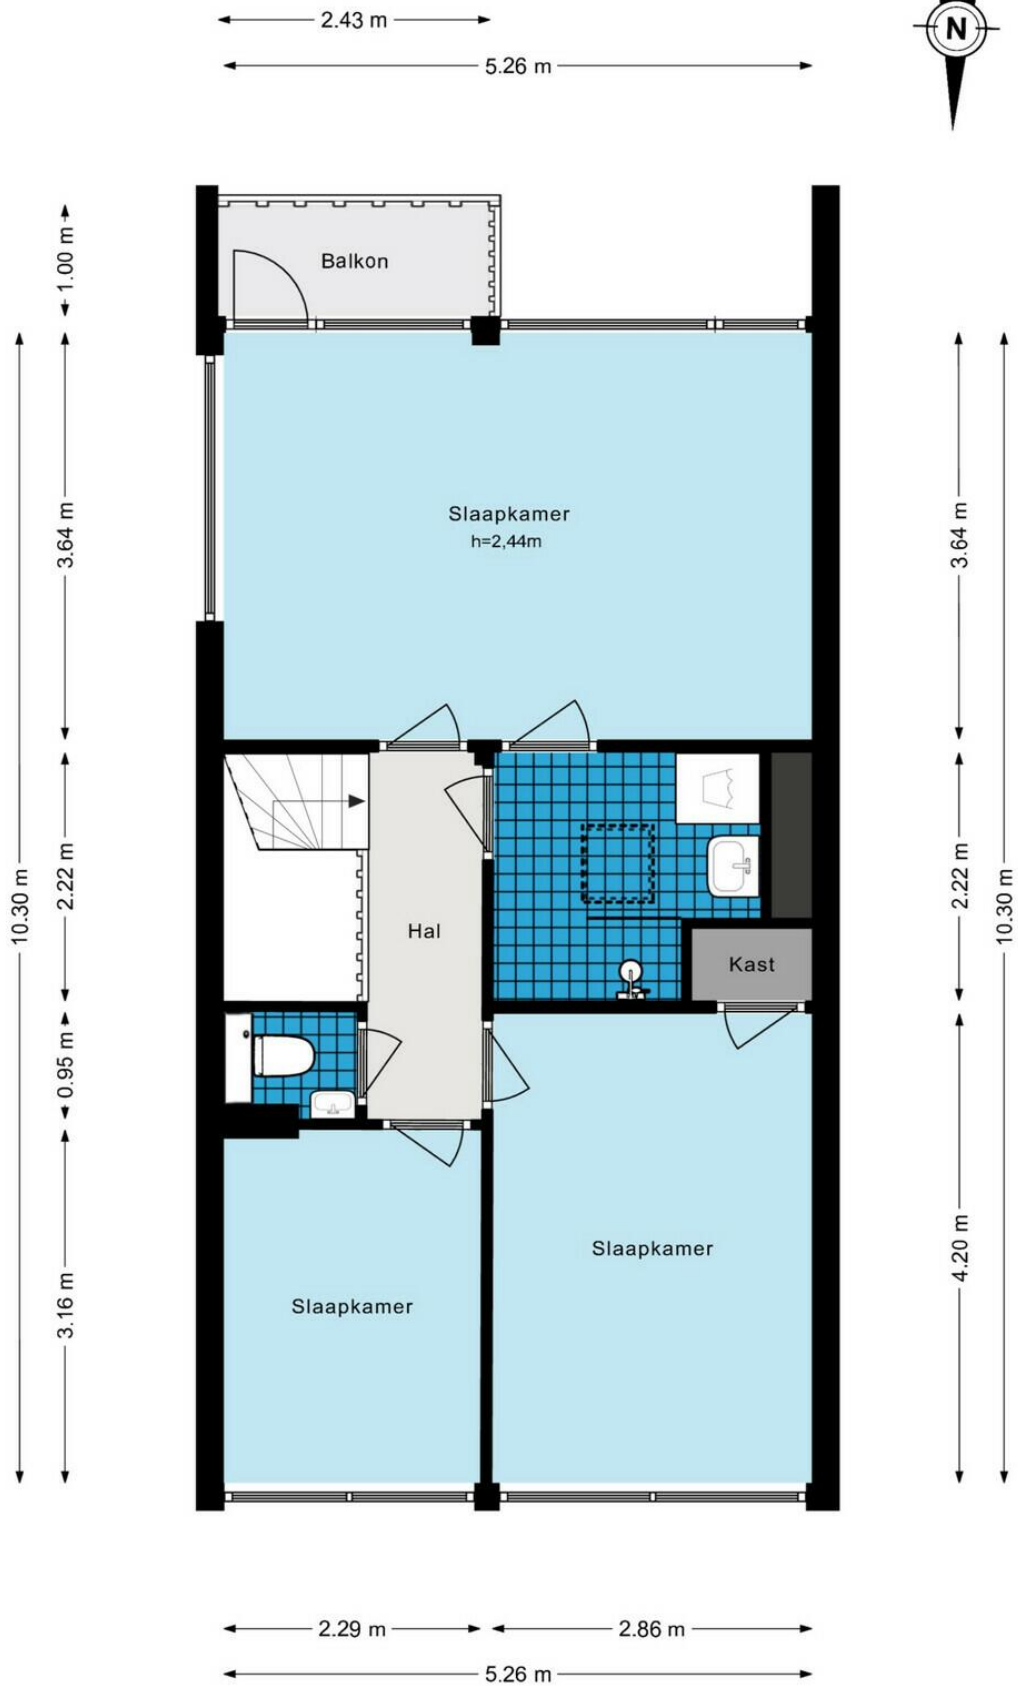 2.43 m
N
5.26 m
1.00 m
Balkon
3.64 m
3.64 m
Slaapkamer
h=2,44m
10.30 m
2.22 m
2.22 m
10.30 m
Hal
Kast
0.95 m
4.20 m
Slaapkamer
3.16 m
Slaapkamer
2.29 m
2.86 m
5.26 m